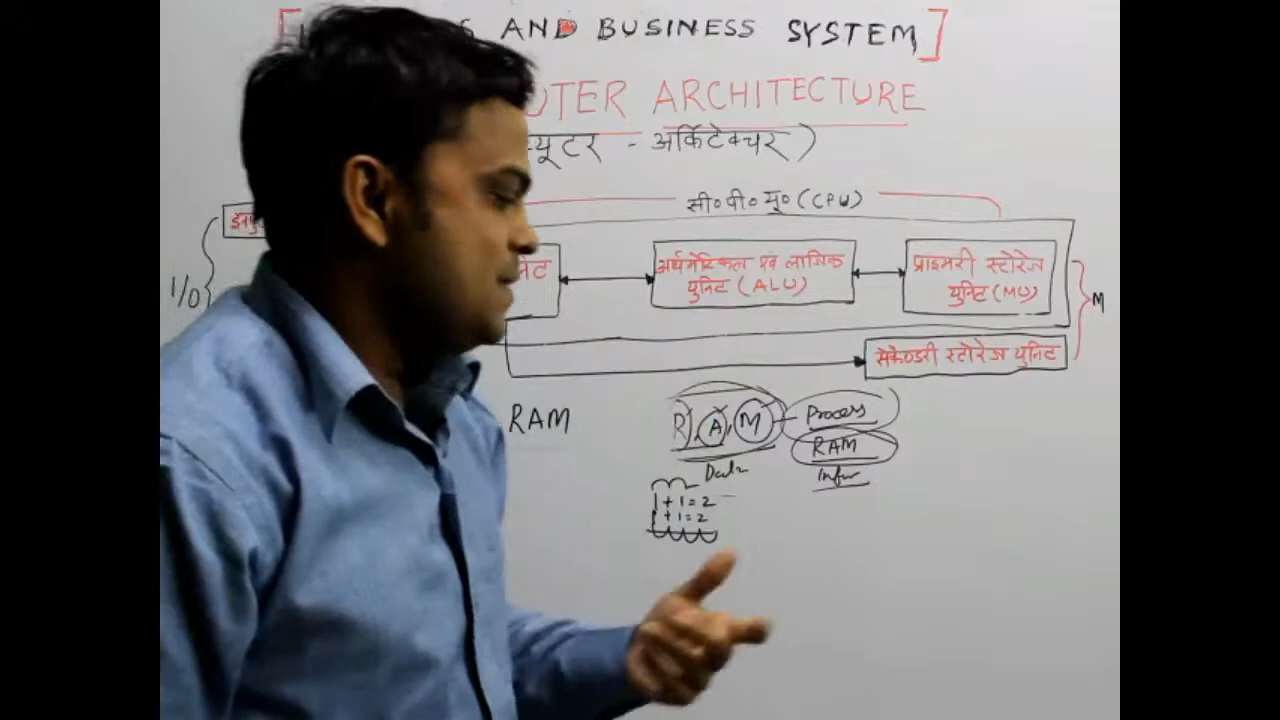 AND BUSINESS SYSTEM]
UTER ARCHITECTURE
यूटर - अर्किटेक्चर)
सी०पी०यू० (CPU)
I/O
निट
अर्थमेटिकल एवं लाजिक
युनिट (ALU)
प्राइमरी स्टोरेज
युनिट (MU)
M
सेकेण्डरी स्टोरेज युनिट
RAM
R, A, M - Process
RAM
Data
Infor
1+1=2
1+1=2